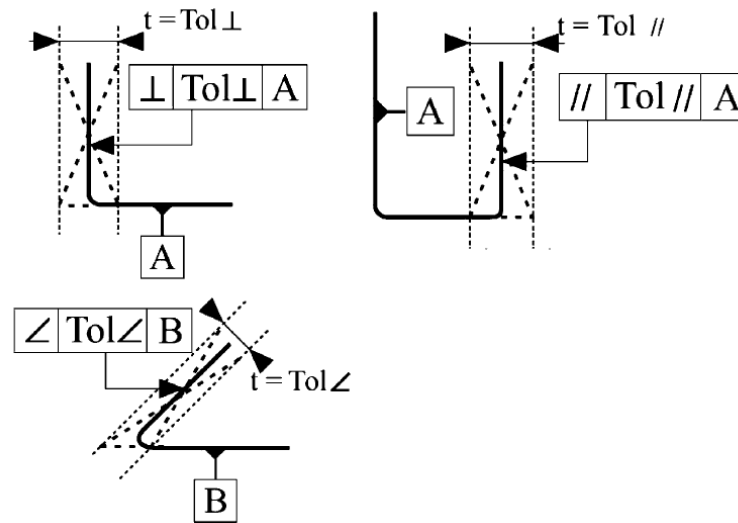 t = Tol ⊥
⊥ Tol⊥ A
A
t = Tol //
A
// Tol // A
∠ Tol∠ B
t = Tol∠
B